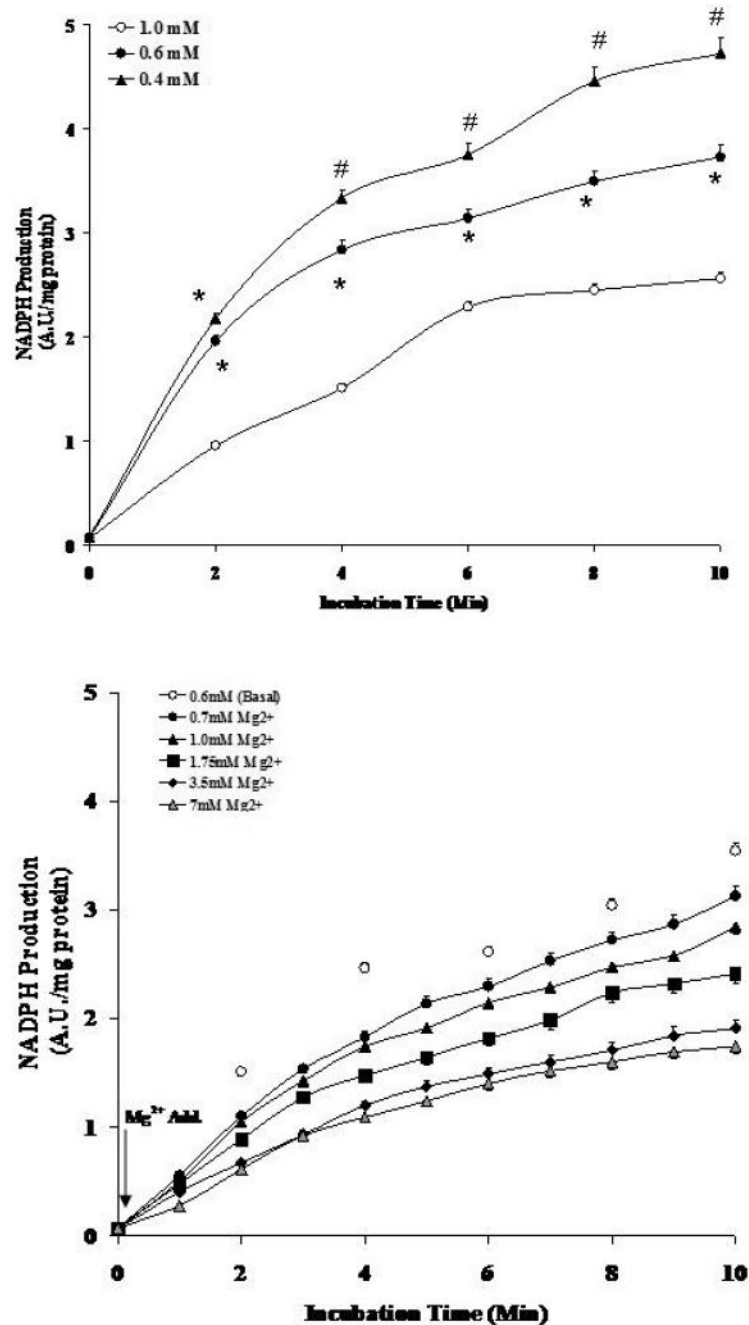 5
1.0 mM
0.6 mM
0.4 mM
#
#
4
#
#
*
3
*
*
*
NADPH Production
(A.U./mg protein)
*
2
*
1
0
0 2 4 6 8 10
Incubation Time (Min)
5
0.6mM (Basal)
0.7mM Mg2+
1.0mM Mg2+
1.75mM Mg2+
3.5mM Mg2+
7mM Mg2+
4
NADPH Production
(A.U./mg protein)
3
2
Mg2+ Add.
1
0
0 2 4 6 8 10
Incubation Time (Min)